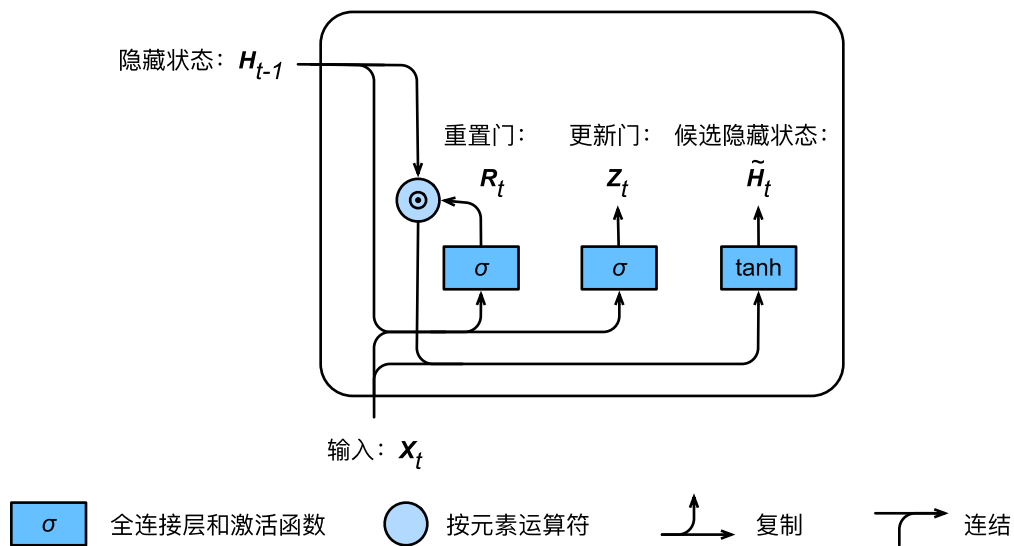 隐藏状态：H_{t-1}
重置门： 更新门： 候选隐藏状态：
R_t Z_t H̃_t
⊙
σ σ tanh
输入：X_t
σ 全连接层和激活函数 按元素运算符 复制 连结